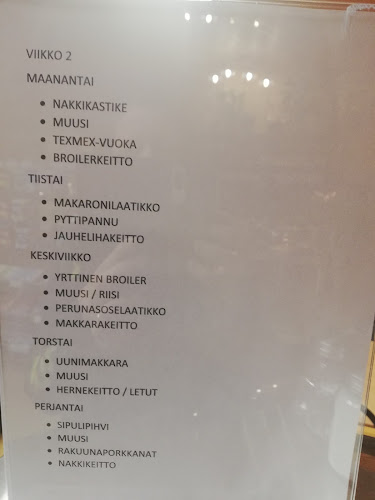 VIIKKO 2
MAANANTAI
• NAKKIKASTIKE
• MUUSI
• TEXMEX-VUOKA
• BROILERKEITTO
TIISTAI
• MAKARONILAATIKKO
• PYTTIPANNU
• JAUHELIHAKEITTO
KESKIVIIKKO
• YRTTINEN BROILER
• MUUSI / RIISI
• PERUNASOSELAATIKKO
• MAKKARAKEITTO
TORSTAI
• UUNIMAKKARA
• MUUSI
• HERNEKEITTO / LETUT
PERJANTAI
• SIPULIPIHVI
• MUUSI
• RAKUUNAPORKKANAT
• NAKKIKEITTO